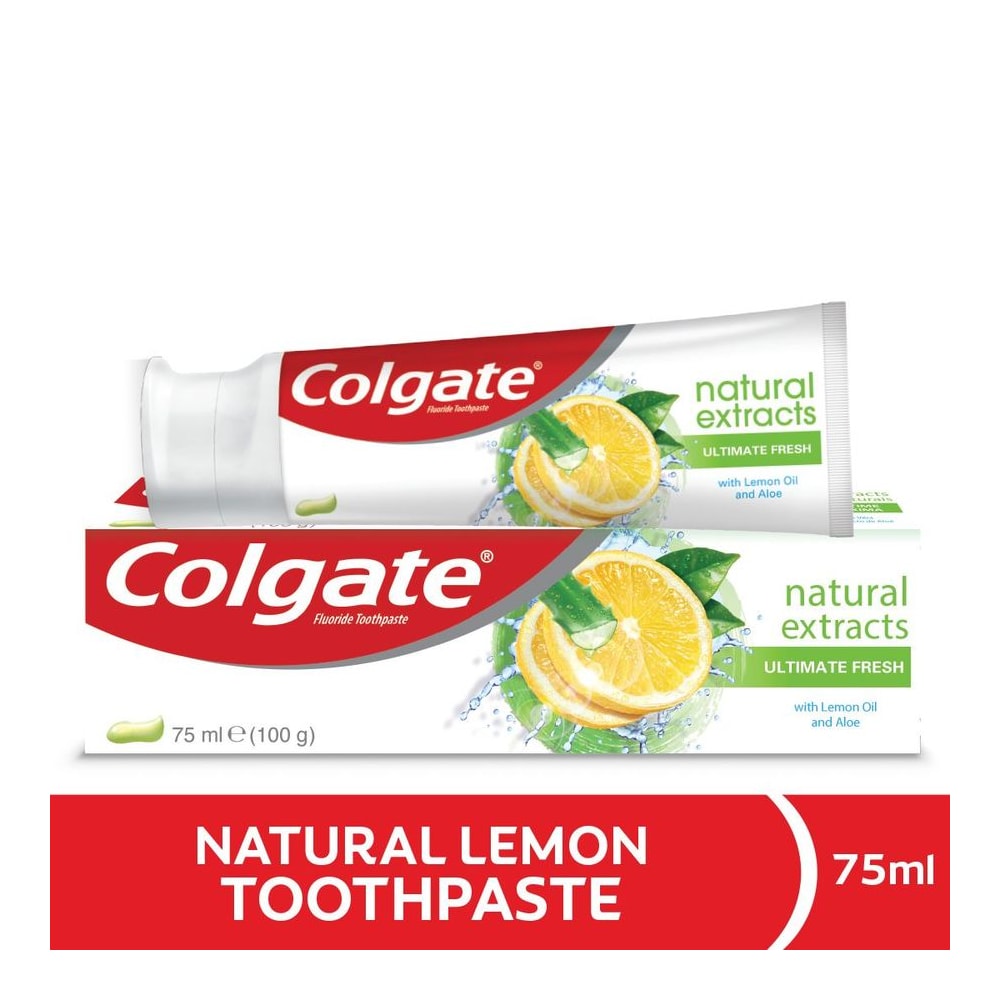 Colgate®
Fluoride Toothpaste
natural
extracts
ULTIMATE FRESH
with Lemon Oil
and Aloe
(100 g)
Colgate®
Fluoride Toothpaste
natural
extracts
ULTIMATE FRESH
with Lemon Oil
and Aloe
75 ml ℮ (100 g)
NATURAL LEMON
TOOTHPASTE
75ml